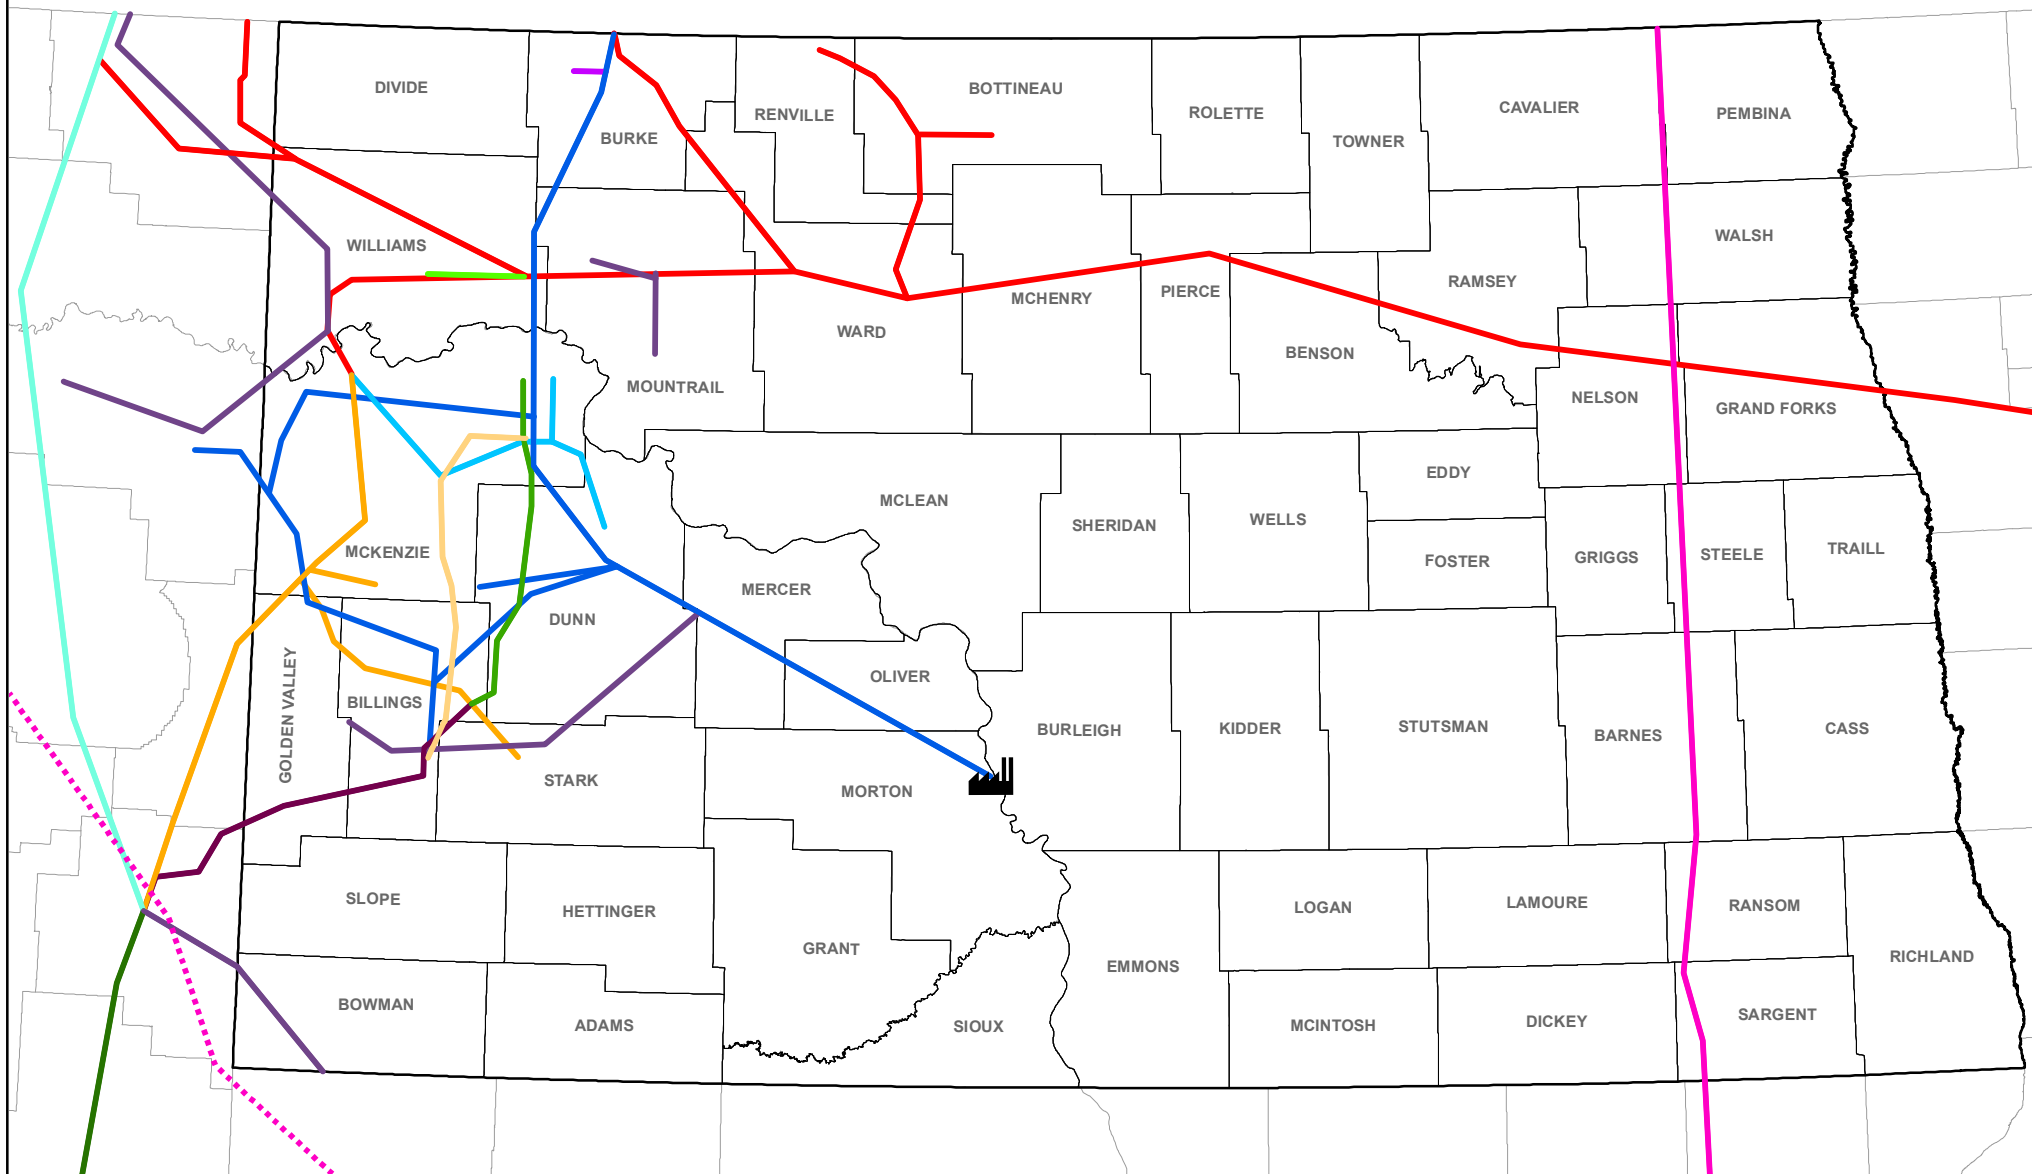 DIVIDE
BURKE
RENVILLE
BOTTINEAU
ROLETTE
TOWNER
CAVALIER
PEMBINA
WILLIAMS
MOUNTRAIL
WARD
MCHENRY
PIERCE
BENSON
RAMSEY
WALSH
NELSON
GRAND FORKS
MCKENZIE
DUNN
MERCER
MCLEAN
SHERIDAN
WELLS
EDDY
FOSTER
GRIGGS
STEELE
TRAILL
GOLDEN VALLEY
BILLINGS
STARK
OLIVER
MORTON
BURLEIGH
KIDDER
STUTSMAN
BARNES
CASS
SLOPE
HETTINGER
GRANT
BOWMAN
ADAMS
SIOUX
EMMONS
LOGAN
LAMOURE
RANSOM
RICHLAND
MCINTOSH
DICKEY
SARGENT